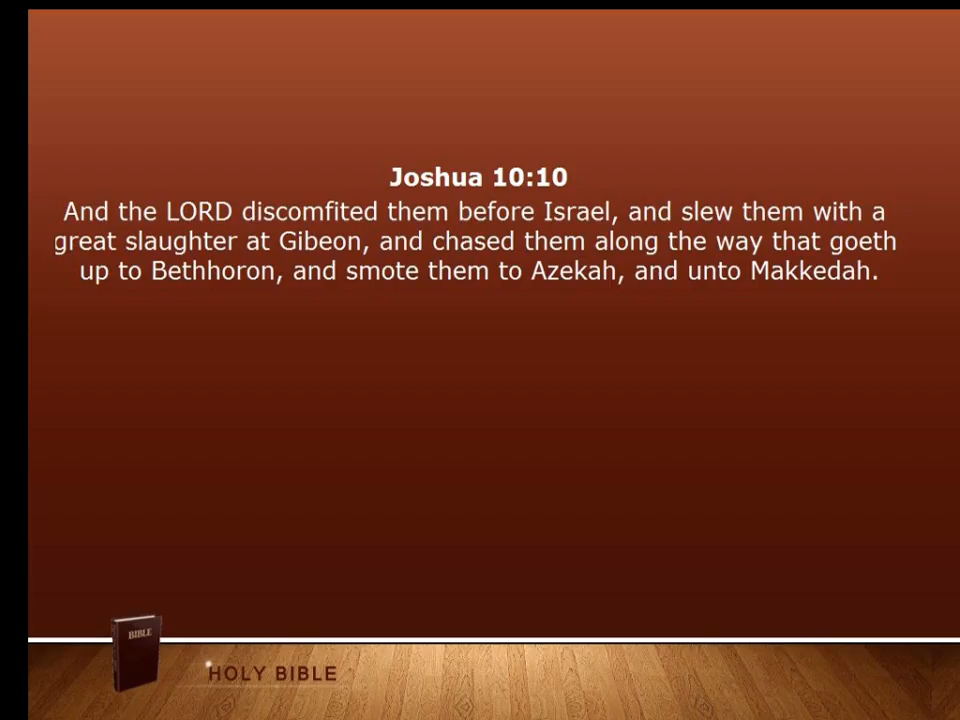 Joshua 10:10
And the LORD discomfited them before Israel, and slew them with a
great slaughter at Gibeon, and chased them along the way that goeth
up to Bethhoron, and smote them to Azekah, and unto Makkedah.
BIBLE
HOLY BIBLE